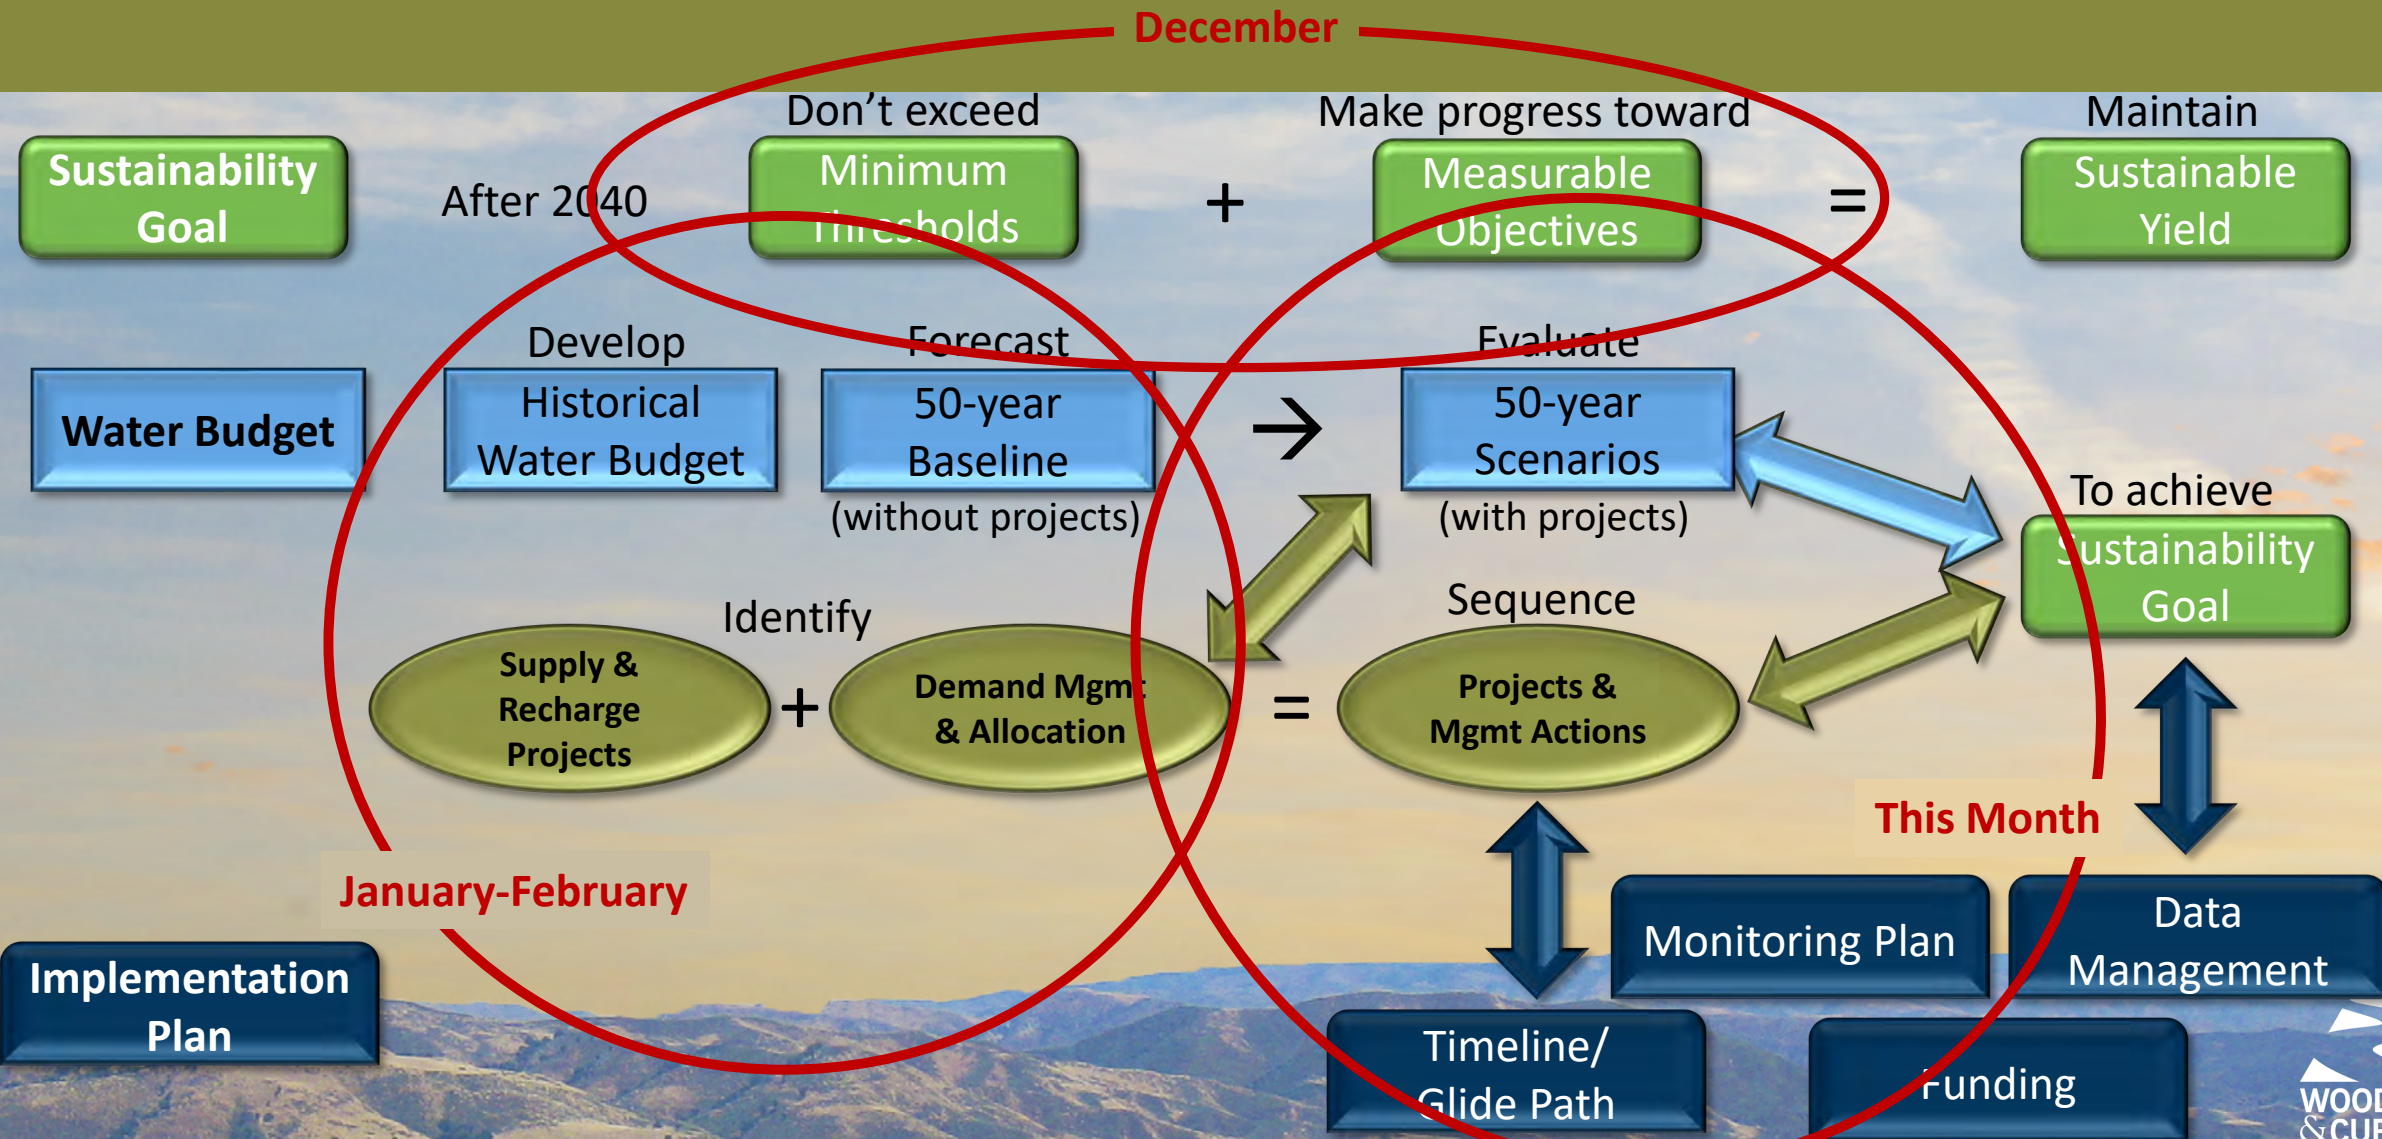 December
Don't exceed
Make progress toward
Maintain
Sustainability
Goal
After 2040
Minimum
Thresholds
+
Measurable
Objectives
=
Sustainable
Yield
Water Budget
Develop
Historical
Water Budget
Forecast
50-year
Baseline
(without projects)
→
Evaluate
50-year
Scenarios
(with projects)
To achieve
Sustainability
Goal
Identify
Supply &
Recharge
Projects
+
Demand Mgmt
& Allocation
=
Sequence
Projects &
Mgmt Actions
This Month
January-February
Implementation
Plan
Monitoring Plan
Data
Management
Timeline/
Glide Path
Funding